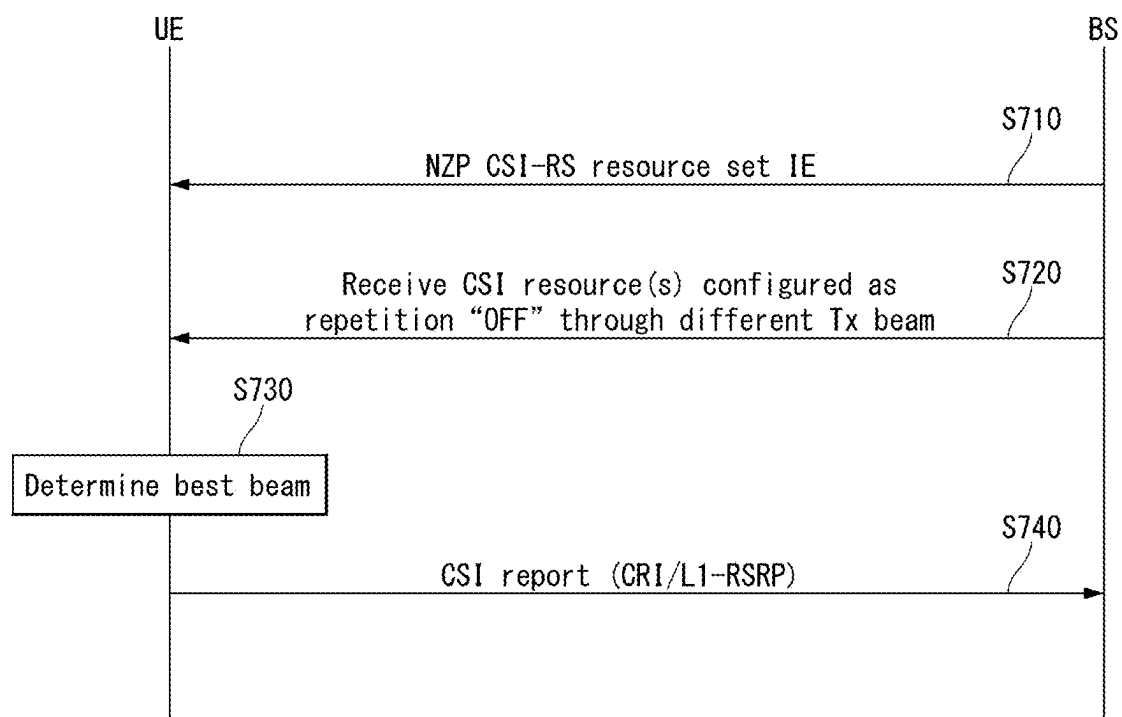 UE
BS
S710
NZP CSI-RS resource set IE
S720
Receive CSI resource(s) configured as
repetition “OFF” through different Tx beam
S730
Determine best beam
S740
CSI report (CRI/L1-RSRP)